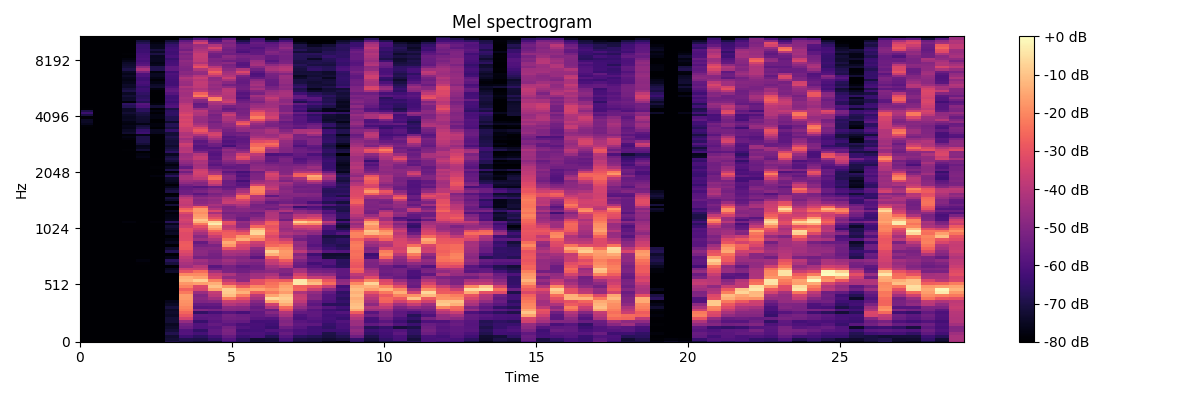 Mel spectrogram
8192
4096
2048
1024
512
0
Hz
0 5 10 15 20 25
Time
+0 dB
-10 dB
-20 dB
-30 dB
-40 dB
-50 dB
-60 dB
-70 dB
-80 dB